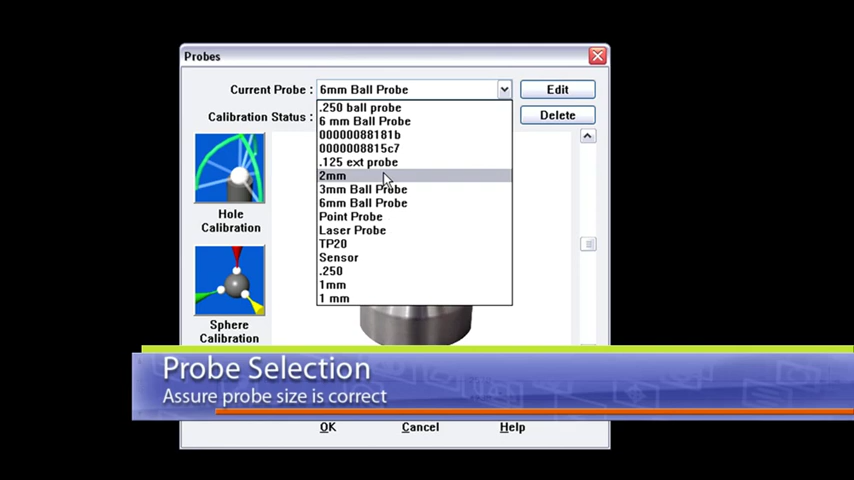 Probes
Current Probe : 6mm Ball Probe Edit
Calibration Status : Delete
.250 ball probe
6 mm Ball Probe
00000088181b
0000008815c7
.125 ext probe
2mm
3mm Ball Probe
6mm Ball Probe
Point Probe
Laser Probe
TP20
Sensor
.250
1mm
1 mm
Hole
Calibration
Sphere
Calibration
Probe Selection
Assure probe size is correct
OK Cancel Help